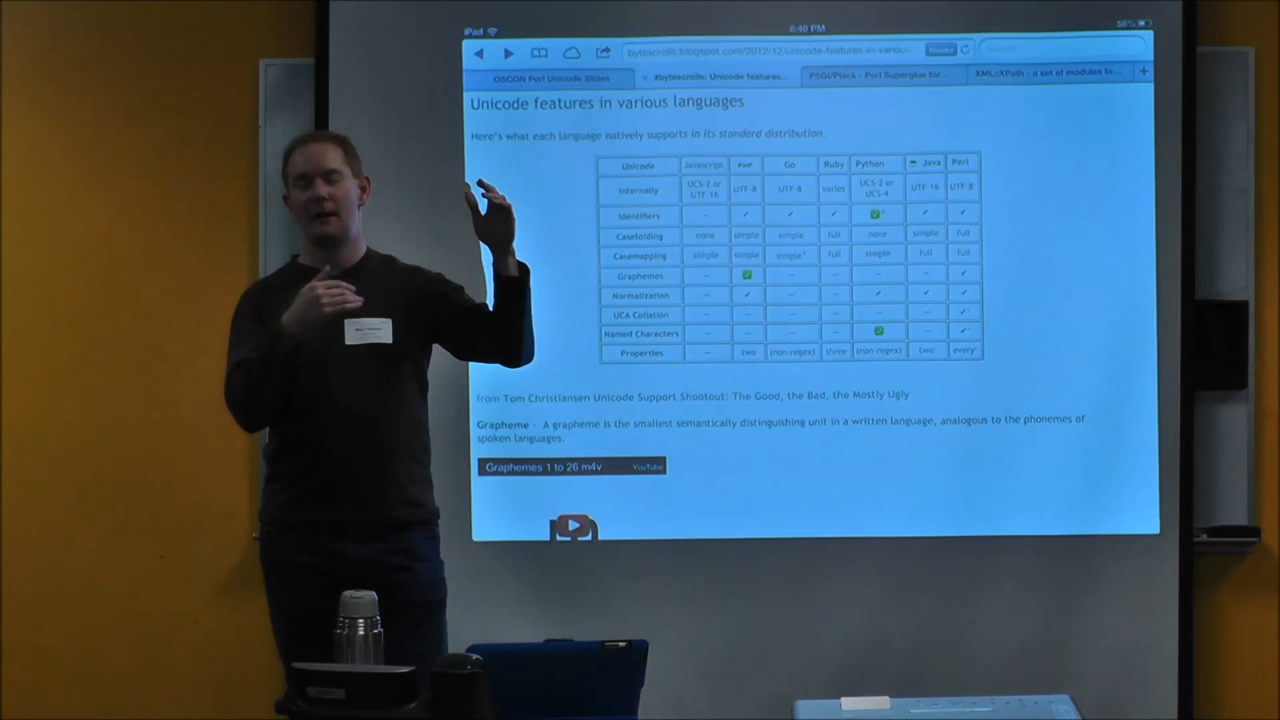 iPad 8:40 PM 56%
bytescrolls.blogspot.com/2012/12/unicode-features-in-variou Reader
OSCON Perl Unicode Slides #bytescrolls: Unicode features... PSGI/Plack - Perl Superglue for... XML::XPath - a set of modules fo...
Unicode features in various languages
Here's what each language natively supports in its standard distribution.
Unicode Javascript PHP Go Ruby Python Java Perl
Internally UCS-2 or UTF-16 UTF-8 UTF-8 varies UCS-2 or UCS-4 UTF-16 UTF-8
Identifiers — ✓ ✓ ✓ ✅ ✓ ✓
Casefolding none simple simple full none simple full
Casemapping simple simple simple full simple full full
Graphemes — ✅ — — — — ✓
Normalization — ✓ — — ✓ ✓ ✓
UCA Collation — — — — — — ✓
Named Characters — — — — ✅ — ✓
Properties — two (non-regex) three (non-regex) two every
from Tom Christiansen Unicode Support Shootout: The Good, the Bad, the Mostly Ugly
Grapheme - A grapheme is the smallest semantically distinguishing unit in a written language, analogous to the phonemes of
spoken languages.
Graphemes 1 to 26 m4v YouTube